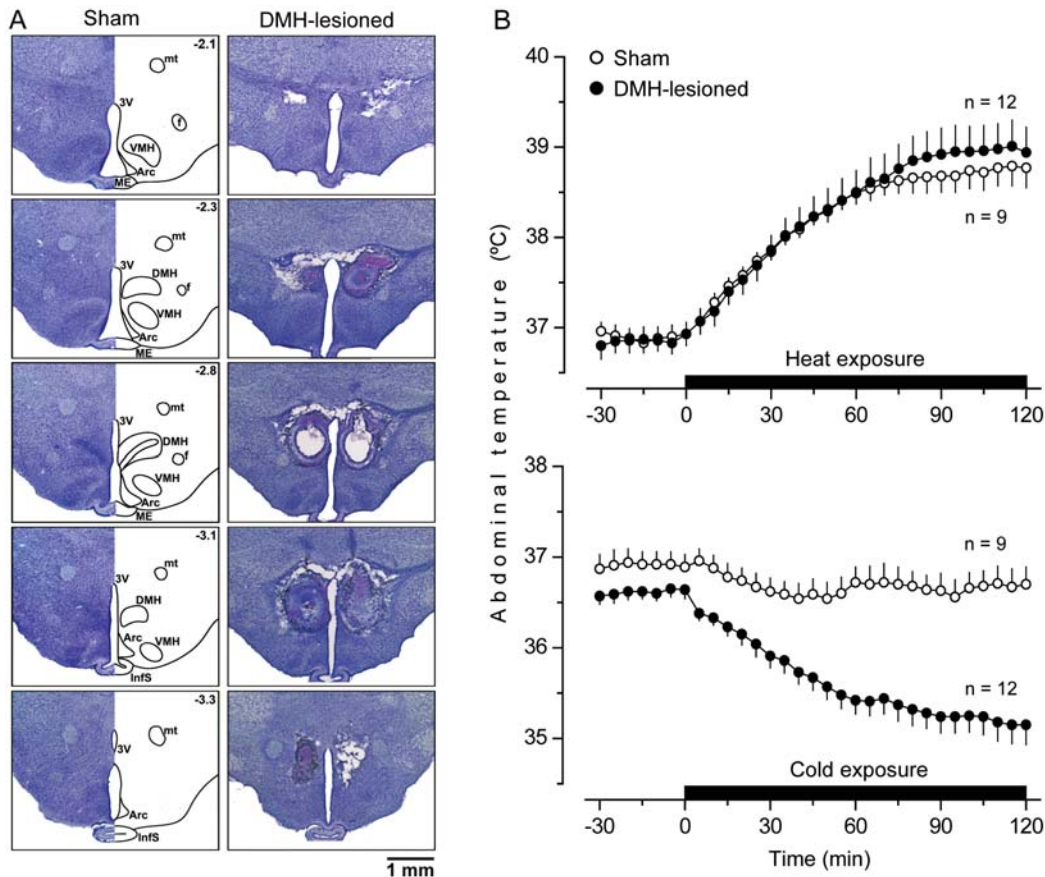 A
Sham
DMH-lesioned
-2.1
mt
3V
f
VMH
Arc
ME
-2.3
mt
3V
DMH
f
VMH
Arc
ME
-2.8
mt
3V
DMH
f
VMH
Arc
ME
-3.1
mt
3V
DMH
Arc
VMH
InfS
-3.3
mt
3V
Arc
InfS
1 mm
B
Abdominal temperature (ºC)
40
39
38
37
Sham
DMH-lesioned
n = 12
n = 9
Heat exposure
-30 0 30 60 90 120
38
37
36
35
n = 9
n = 12
Cold exposure
-30 0 30 60 90 120
Time (min)